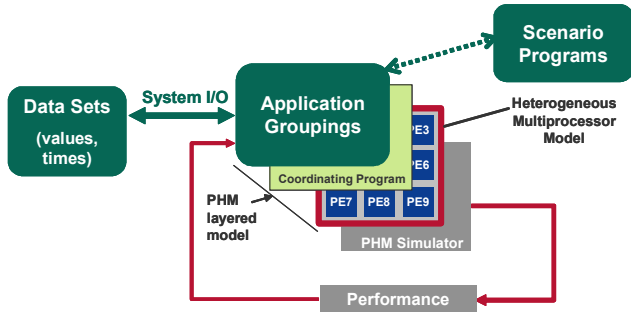 Scenario
Programs
Data Sets
(values,
times)
System I/O
Application
Groupings
Heterogeneous
Multiprocessor
Model
PE3
PE6
Coordinating Program
PE7 PE8 PE9
PHM
layered
model
PHM Simulator
Performance